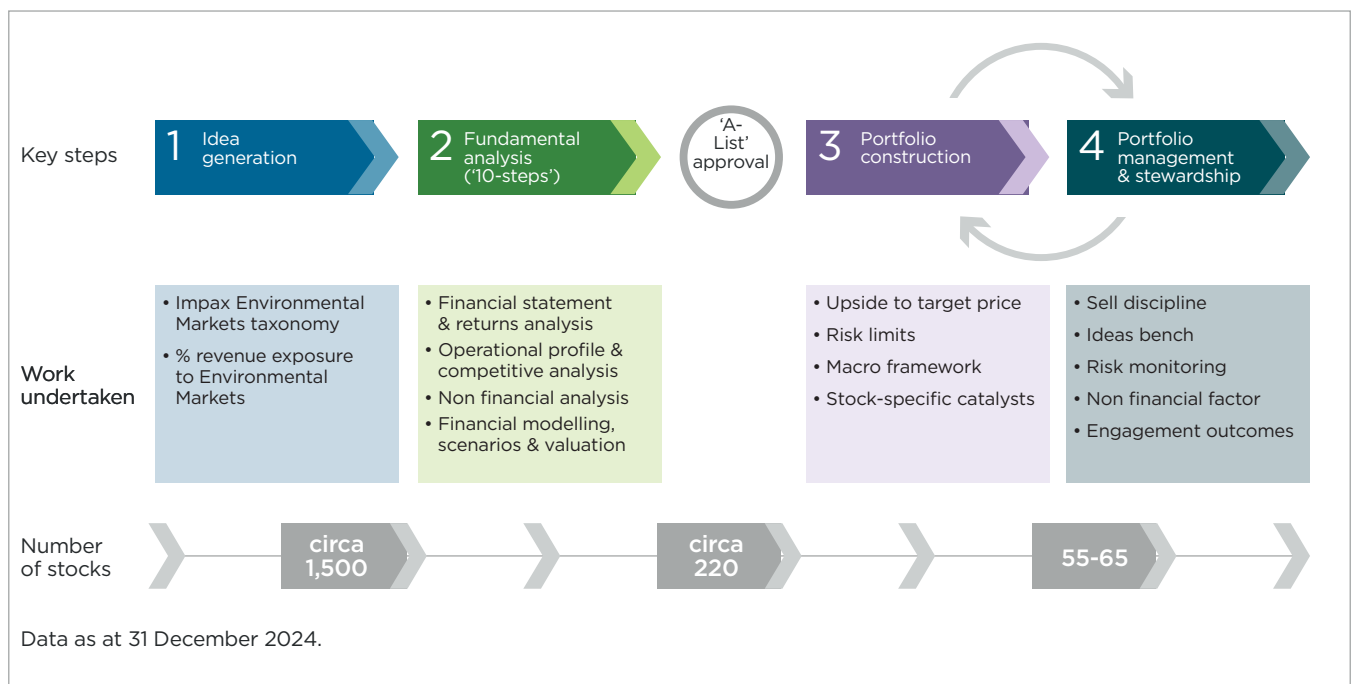 Key steps
1 Idea
generation
2 Fundamental
analysis
(‘10-steps’)
‘A-
List’
approval
3 Portfolio
construction
4 Portfolio
management
& stewardship
Work
undertaken
• Impax Environmental
Markets taxonomy
• % revenue exposure
to Environmental
Markets
• Financial statement
& returns analysis
• Operational profile &
competitive analysis
• Non financial analysis
• Financial modelling,
scenarios & valuation
• Upside to target price
• Risk limits
• Macro framework
• Stock-specific catalysts
• Sell discipline
• Ideas bench
• Risk monitoring
• Non financial factor
• Engagement outcomes
Number
of stocks
circa
1,500
circa
220
55-65
Data as at 31 December 2024.